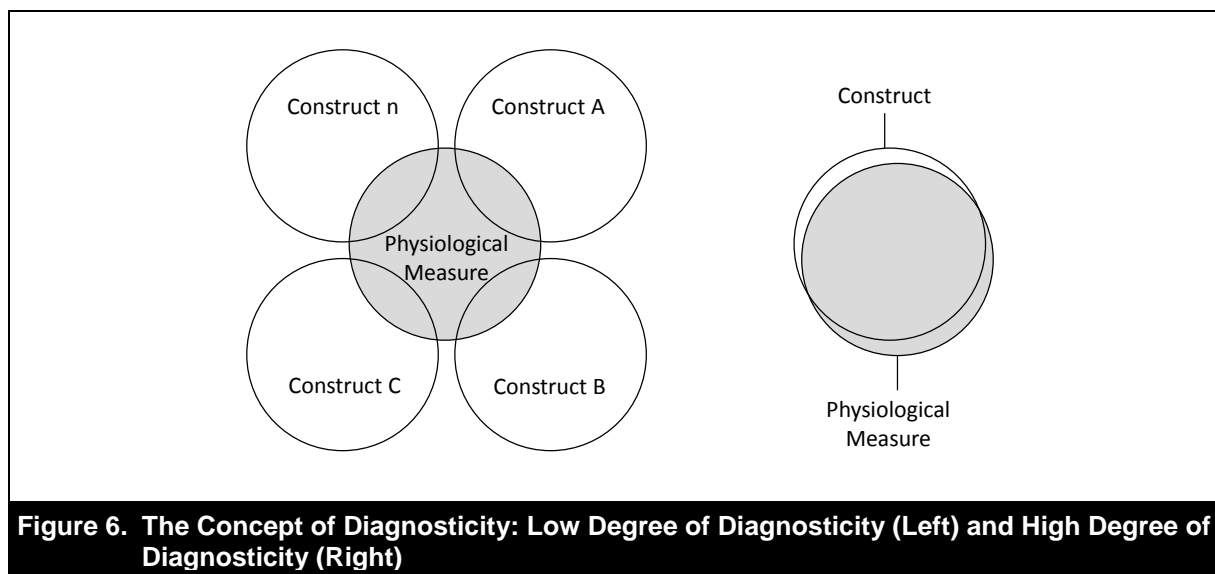 Construct n
Construct A
Physiological
Measure
Construct C
Construct B
Construct
Physiological
Measure
Figure 6. The Concept of Diagnosticity: Low Degree of Diagnosticity (Left) and High Degree of
Diagnosticity (Right)